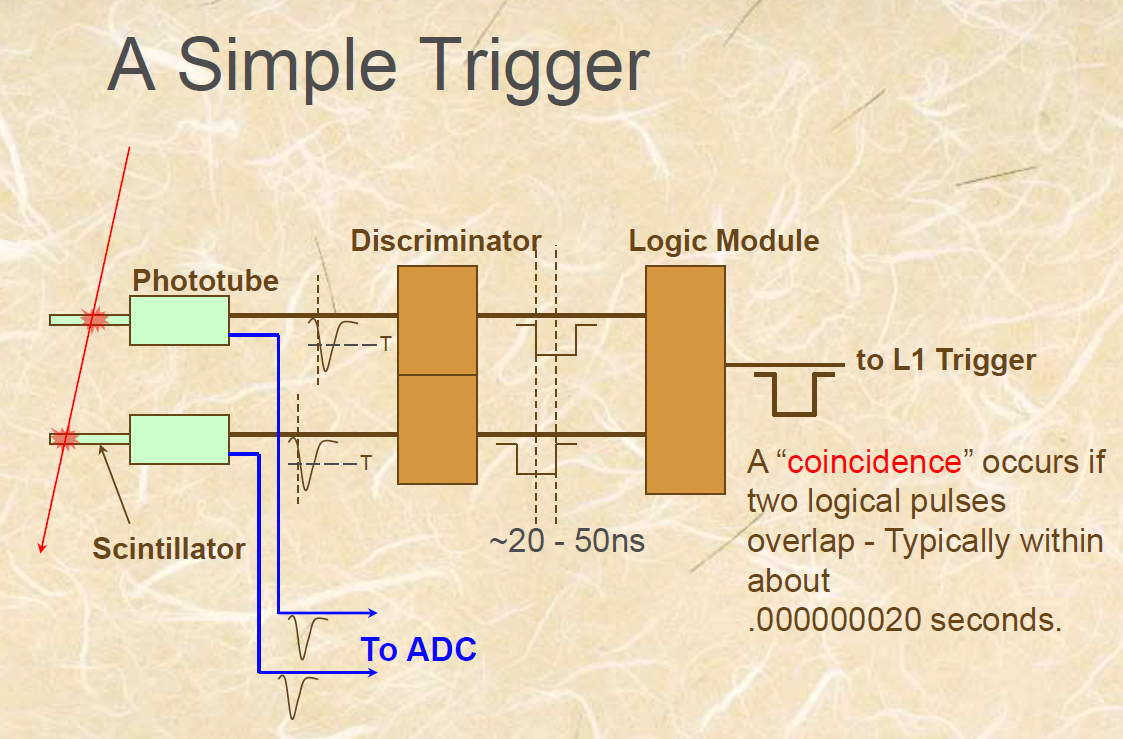 A Simple Trigger
Discriminator
Logic Module
Phototube
T
to L1 Trigger
T
A “coincidence” occurs if
two logical pulses
overlap - Typically within
about
.000000020 seconds.
~20 - 50ns
Scintillator
To ADC